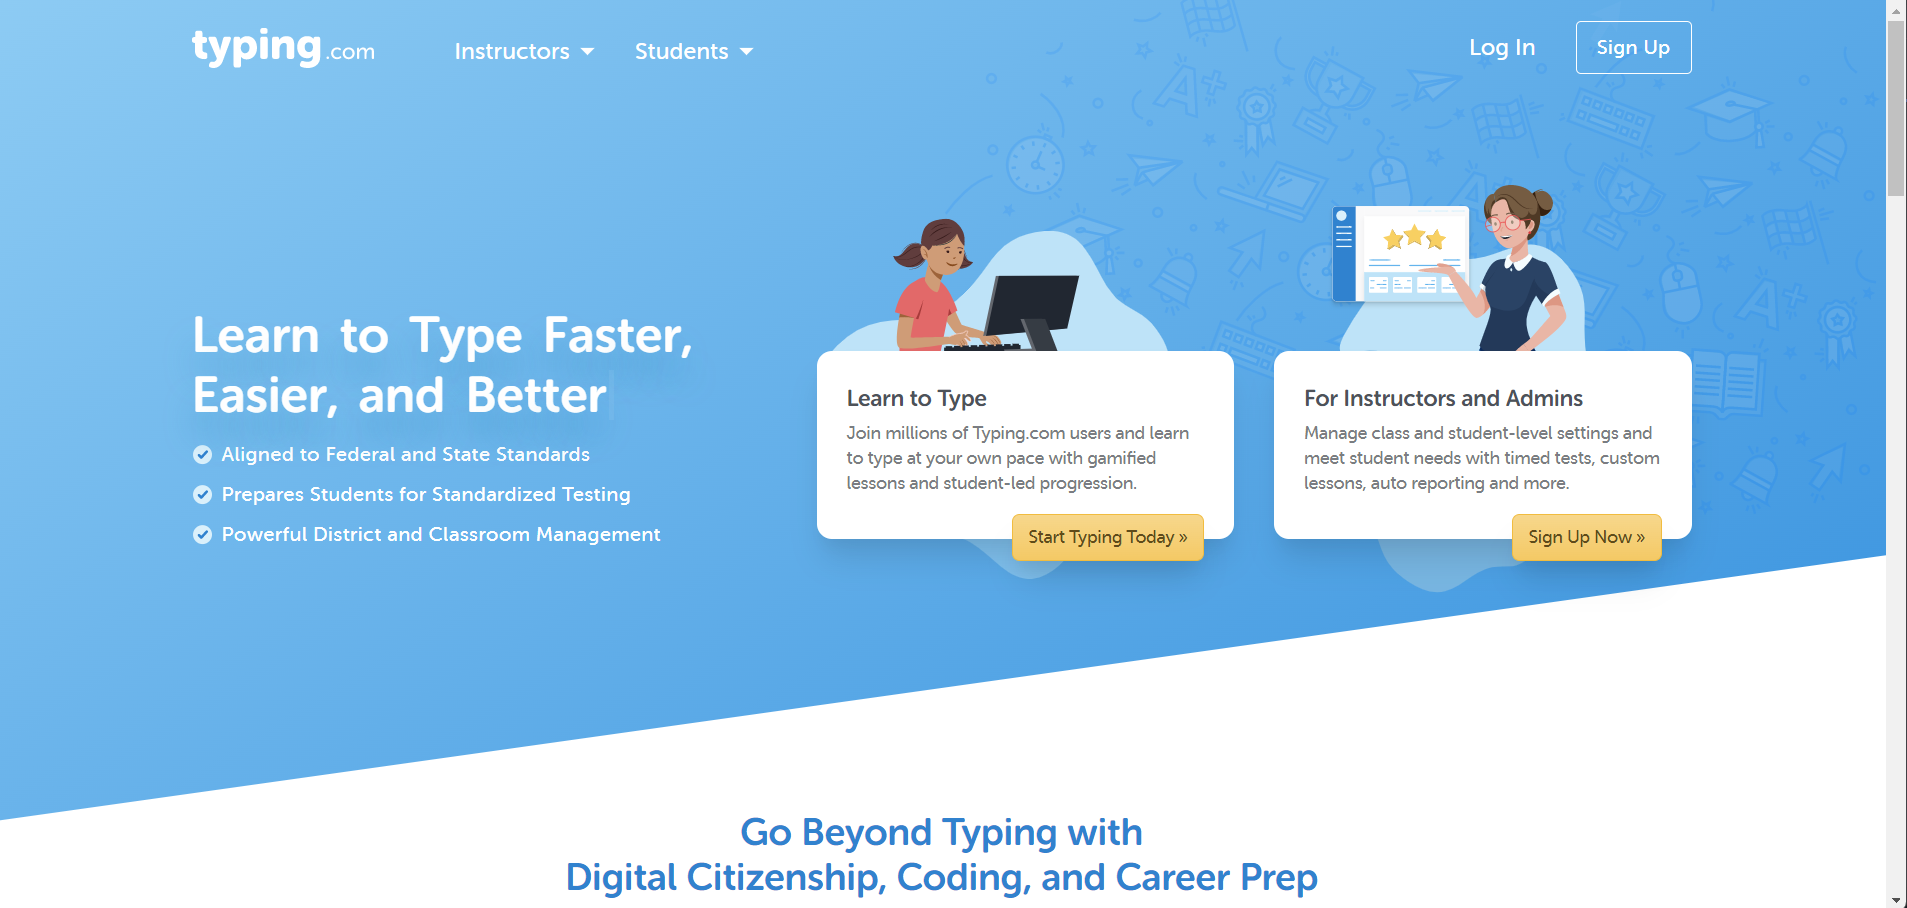 typing.com
Instructors
Students
Log In
Sign Up
Learn to Type Faster,
Easier, and Better
Aligned to Federal and State Standards
Prepares Students for Standardized Testing
Powerful District and Classroom Management
Learn to Type
Join millions of Typing.com users and learn
to type at your own pace with gamified
lessons and student-led progression.
Start Typing Today »
For Instructors and Admins
Manage class and student-level settings and
meet student needs with timed tests, custom
lessons, auto reporting and more.
Sign Up Now »
A+
A+
Go Beyond Typing with
Digital Citizenship, Coding, and Career Prep